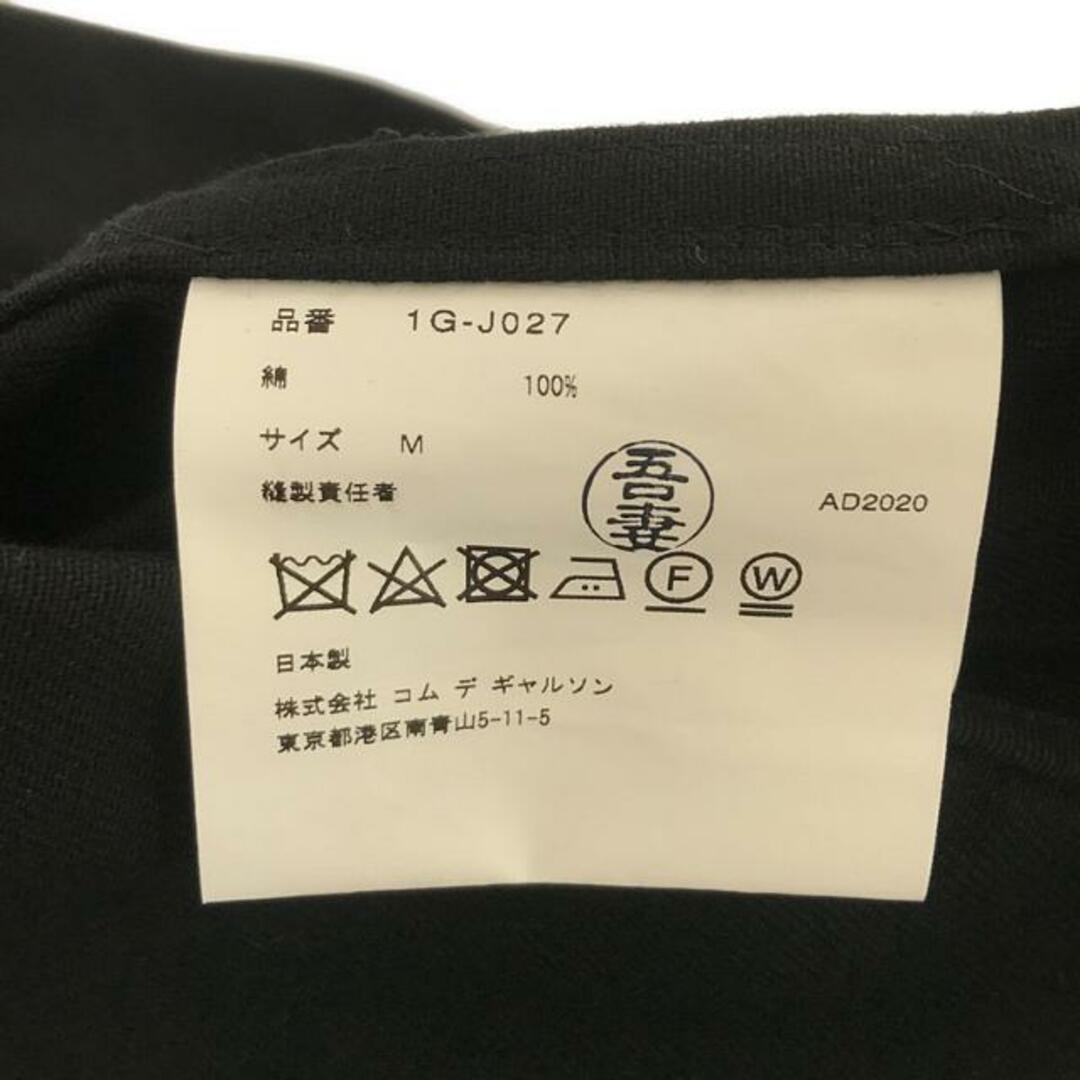 品番 1G-J027
綿 100%
サイズ M
縫製責任者 吾妻 AD2020
F W
日本製
株式会社 コム デ ギャルソン
東京都港区南青山5-11-5